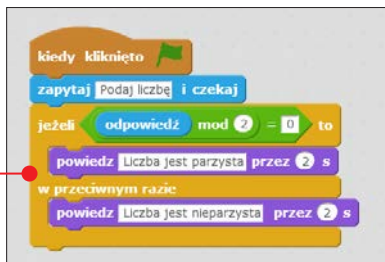 kiedy kliknięto
zapytaj Podaj liczbę i czekaj
jeżeli odpowiedź mod 2 = 0 to
powiedz Liczba jest parzysta przez 2 s
w przeciwnym razie
powiedz Liczba jest nieparzysta przez 2 s